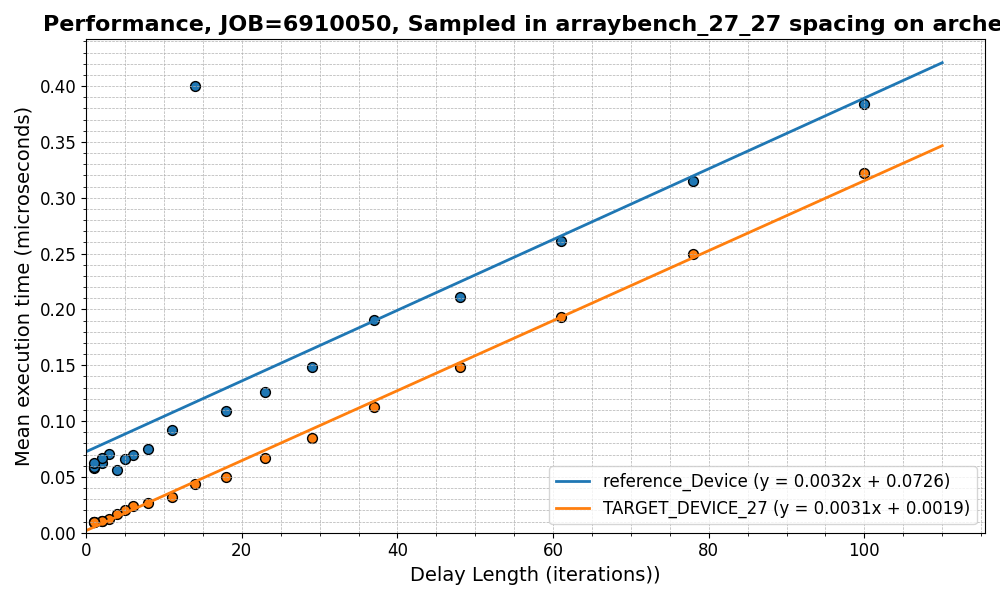 Performance, JOB=6910050, Sampled in arraybench_27_27 spacing on arche
Mean execution time (microseconds)
0.40
0.35
0.30
0.25
0.20
0.15
0.10
0.05
0.00
0 20 40 60 80 100
Delay Length (iterations))
reference_Device (y = 0.0032x + 0.0726)
TARGET_DEVICE_27 (y = 0.0031x + 0.0019)